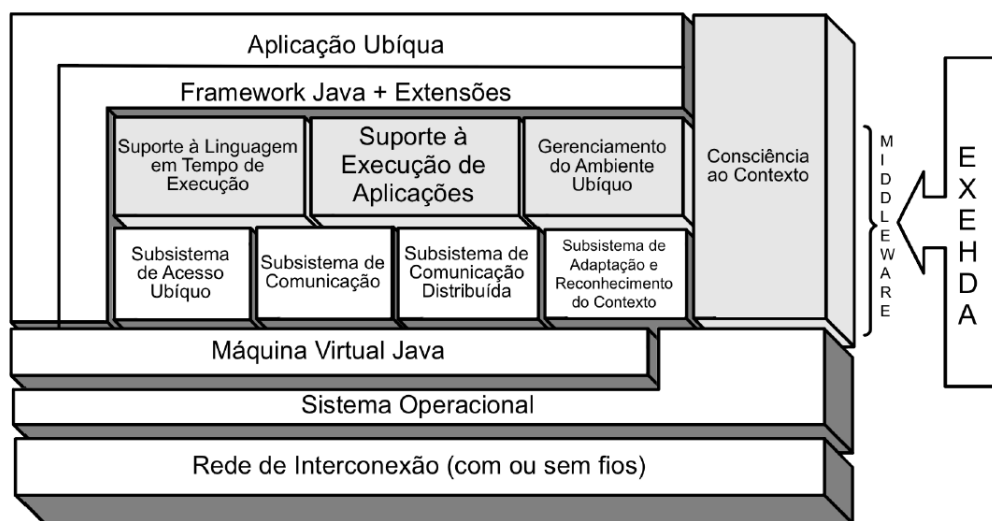 Aplicação Ubíqua
Framework Java + Extensões
Suporte à Linguagem
em Tempo de
Execução
Suporte à
Execução de
Aplicações
Gerenciamento
do Ambiente
Ubíquo
Consciência
ao Contexto
Subsistema
de Acesso
Ubíquo
Subsistema de
Comunicação
Subsistema de
Comunicação
Distribuída
Subsistema de
Adaptação e
Reconhecimento
do Contexto
Máquina Virtual Java
Sistema Operacional
Rede de Interconexão (com ou sem fios)
MIDDLEWARE
EXEHDA